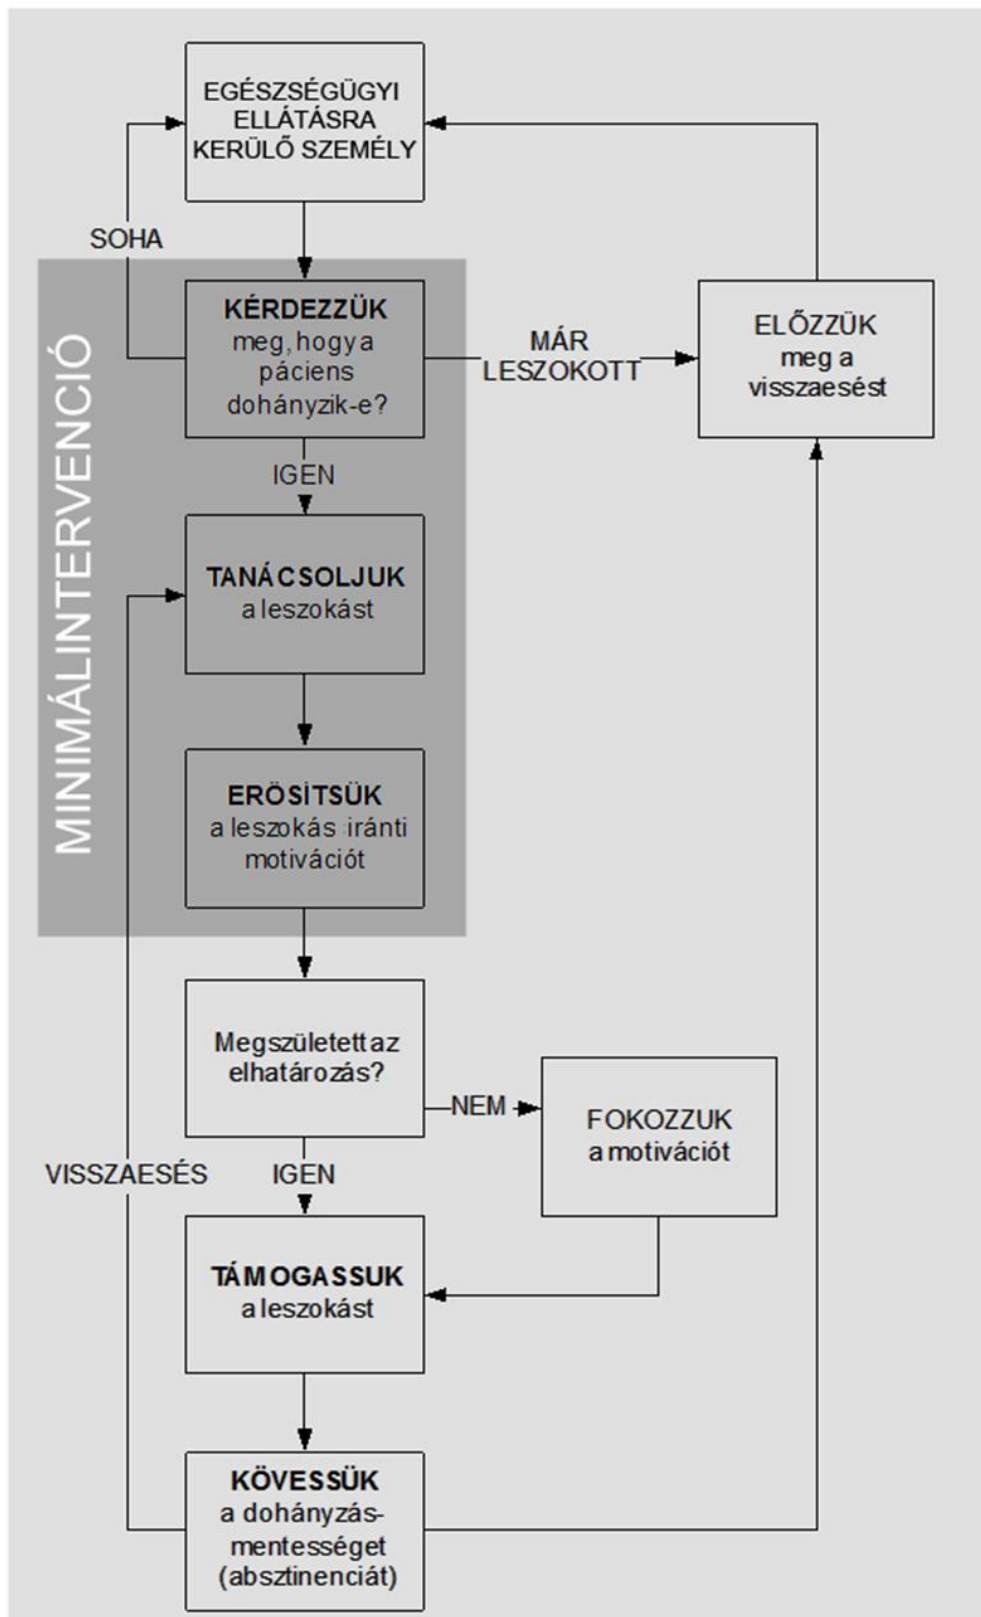 EGÉSZSÉGÜGYI
ELLÁTÁSRA
KERÜLŐ SZEMÉLY
SOHA
MINIMÁLINTERVENCIÓ
KÉRDEZZÜK
meg, hogy a
páciens
dohányzik-e?
MÁR
LESZOKOTT
ELŐZZÜK
meg a
visszaesést
IGEN
TANÁCSOLJUK
a leszokást
ERÖSÍTSÜK
a leszokás iránti
motivációt
Megszületett az
elhatározás?
NEM
FOKOZZUK
a motivációt
VISSZAESÉS
IGEN
TÁMOGASSUK
a leszokást
KÖVESSÜK
a dohányzás-
mentességet
(absztinenciát)